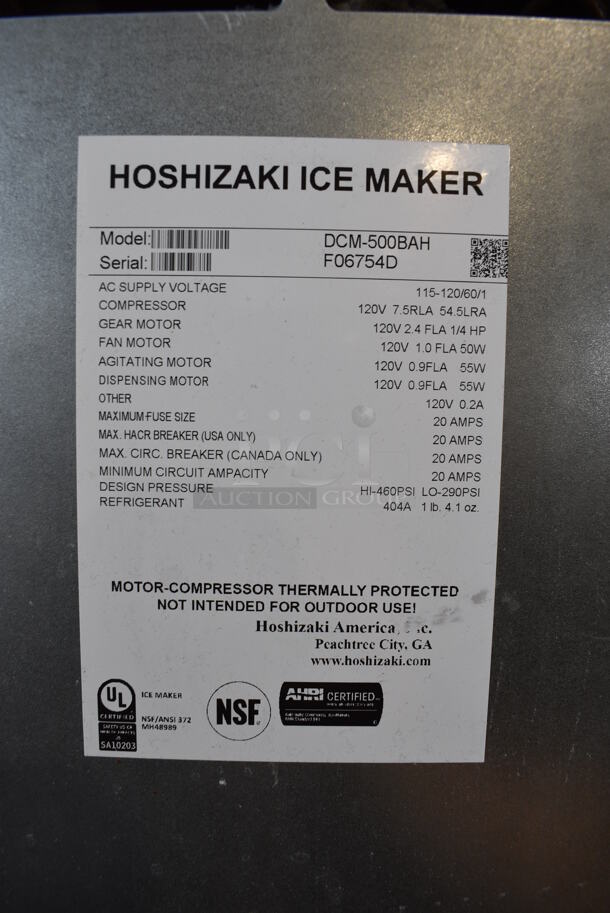 HOSHIZAKI ICE MAKER
Model: DCM-500BAH
Serial: F06754D
AC SUPPLY VOLTAGE 115-120/60/1
COMPRESSOR 120V 7.5RLA 54.5LRA
GEAR MOTOR 120V 2.4 FLA 1/4 HP
FAN MOTOR 120V 1.0 FLA 50W
AGITATING MOTOR 120V 0.9FLA 55W
DISPENSING MOTOR 120V 0.9FLA 55W
OTHER 120V 0.2A
MAXIMUM FUSE SIZE 20 AMPS
MAX. HACR BREAKER (USA ONLY) 20 AMPS
MAX. CIRC. BREAKER (CANADA ONLY) 20 AMPS
MINIMUM CIRCUIT AMPACITY 20 AMPS
DESIGN PRESSURE HI-460PSI LO-290PSI
REFRIGERANT 404A 1 lb. 4.1 oz.
AUCTION GROUP
MOTOR-COMPRESSOR THERMALLY PROTECTED
NOT INTENDED FOR OUTDOOR USE!
Hoshizaki America,
Peachtree City, GA
www.hoshizaki.com
UL
CERTIFIED
SA10203
ICE MAKER
NSF/ANSI 372
MH48989
NSF
AHRI CERTIFIED